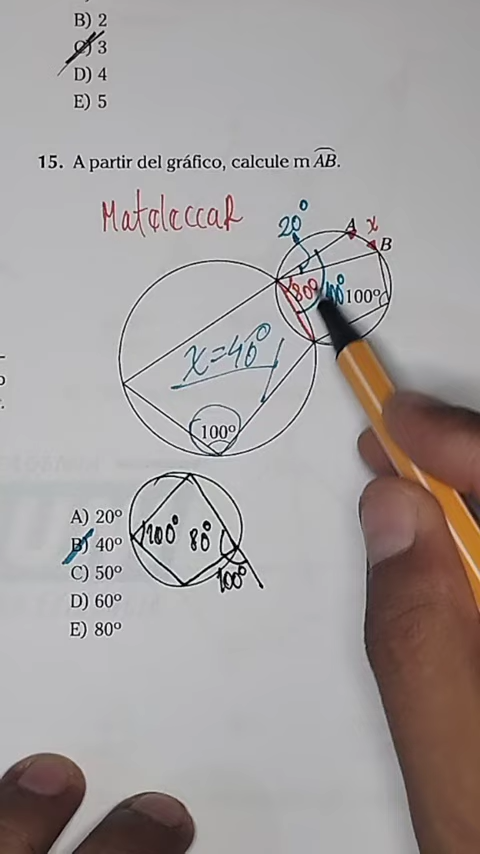 B) 2
C) 3
D) 4
E) 5
15. A partir del gráfico, calcule m AB.
Mateleccar
20°
A x
B
80° 100° 100°
x=40°
100°
A) 20°
B) 40°
C) 50°
D) 60°
E) 80°
100° 80°
100°